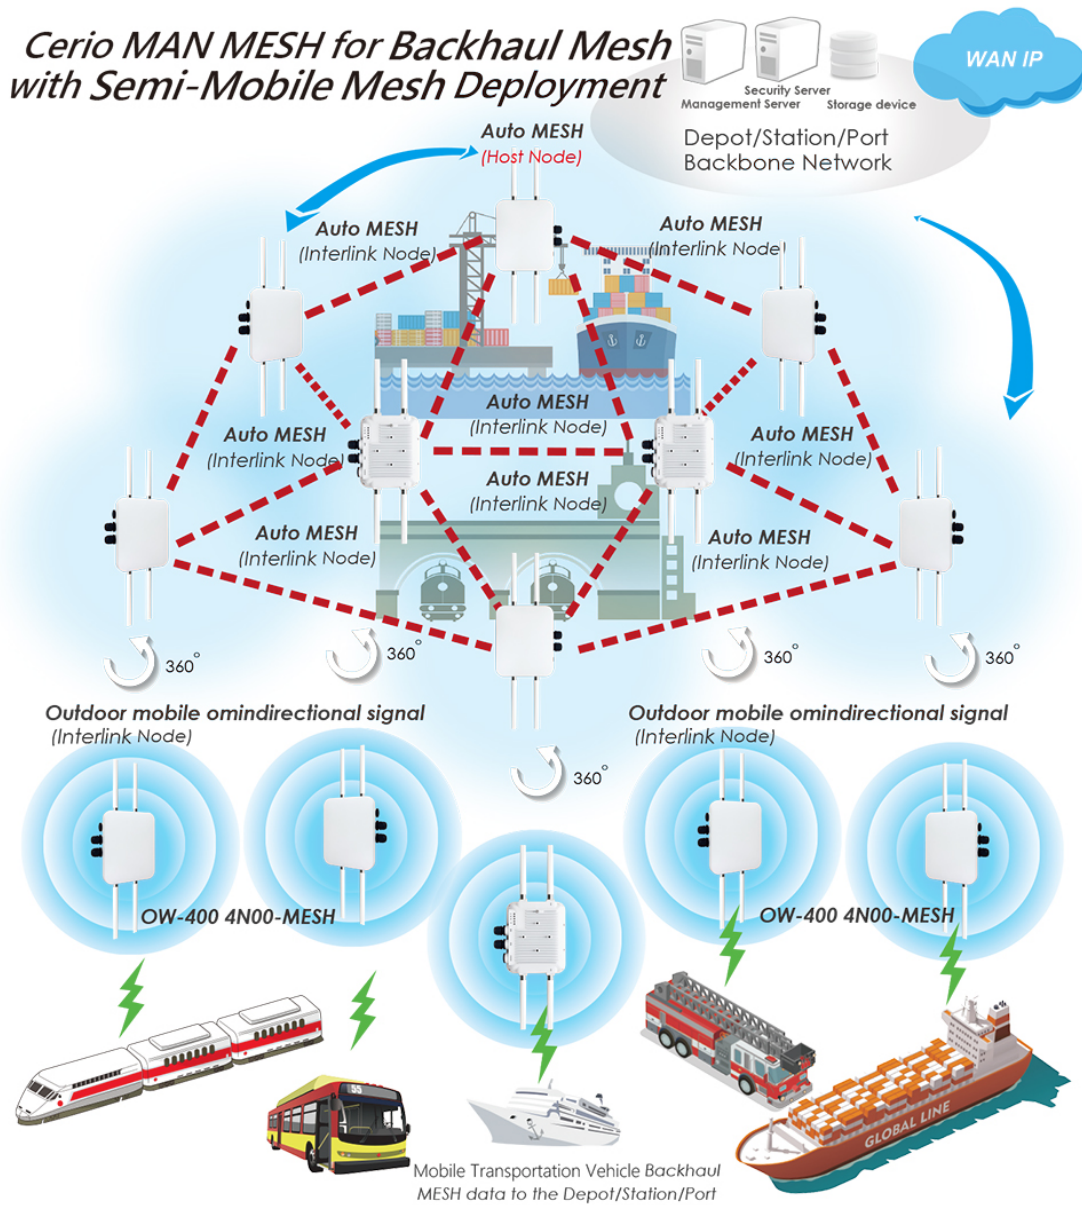 Cerio MAN MESH for Backhaul Mesh
with Semi-Mobile Mesh Deployment
WAN IP
Security Server
Management Server
Storage device
Depot/Station/Port
Backbone Network
Auto MESH
(Host Node)
Auto MESH
(Interlink Node)
Auto MESH
(Interlink Node)
Auto MESH
(Interlink Node)
Auto MESH
(Interlink Node)
Auto MESH
(Interlink Node)
Auto MESH
(Interlink Node)
Auto MESH
(Interlink Node)
Auto MESH
(Interlink Node)
360°
360°
360°
360°
Outdoor mobile omindirectional signal
(Interlink Node)
Outdoor mobile omindirectional signal
(Interlink Node)
360°
OW-400 4N00-MESH
OW-400 4N00-MESH
55
GLOBAL LINE
Mobile Transportation Vehicle Backhaul
MESH data to the Depot/Station/Port